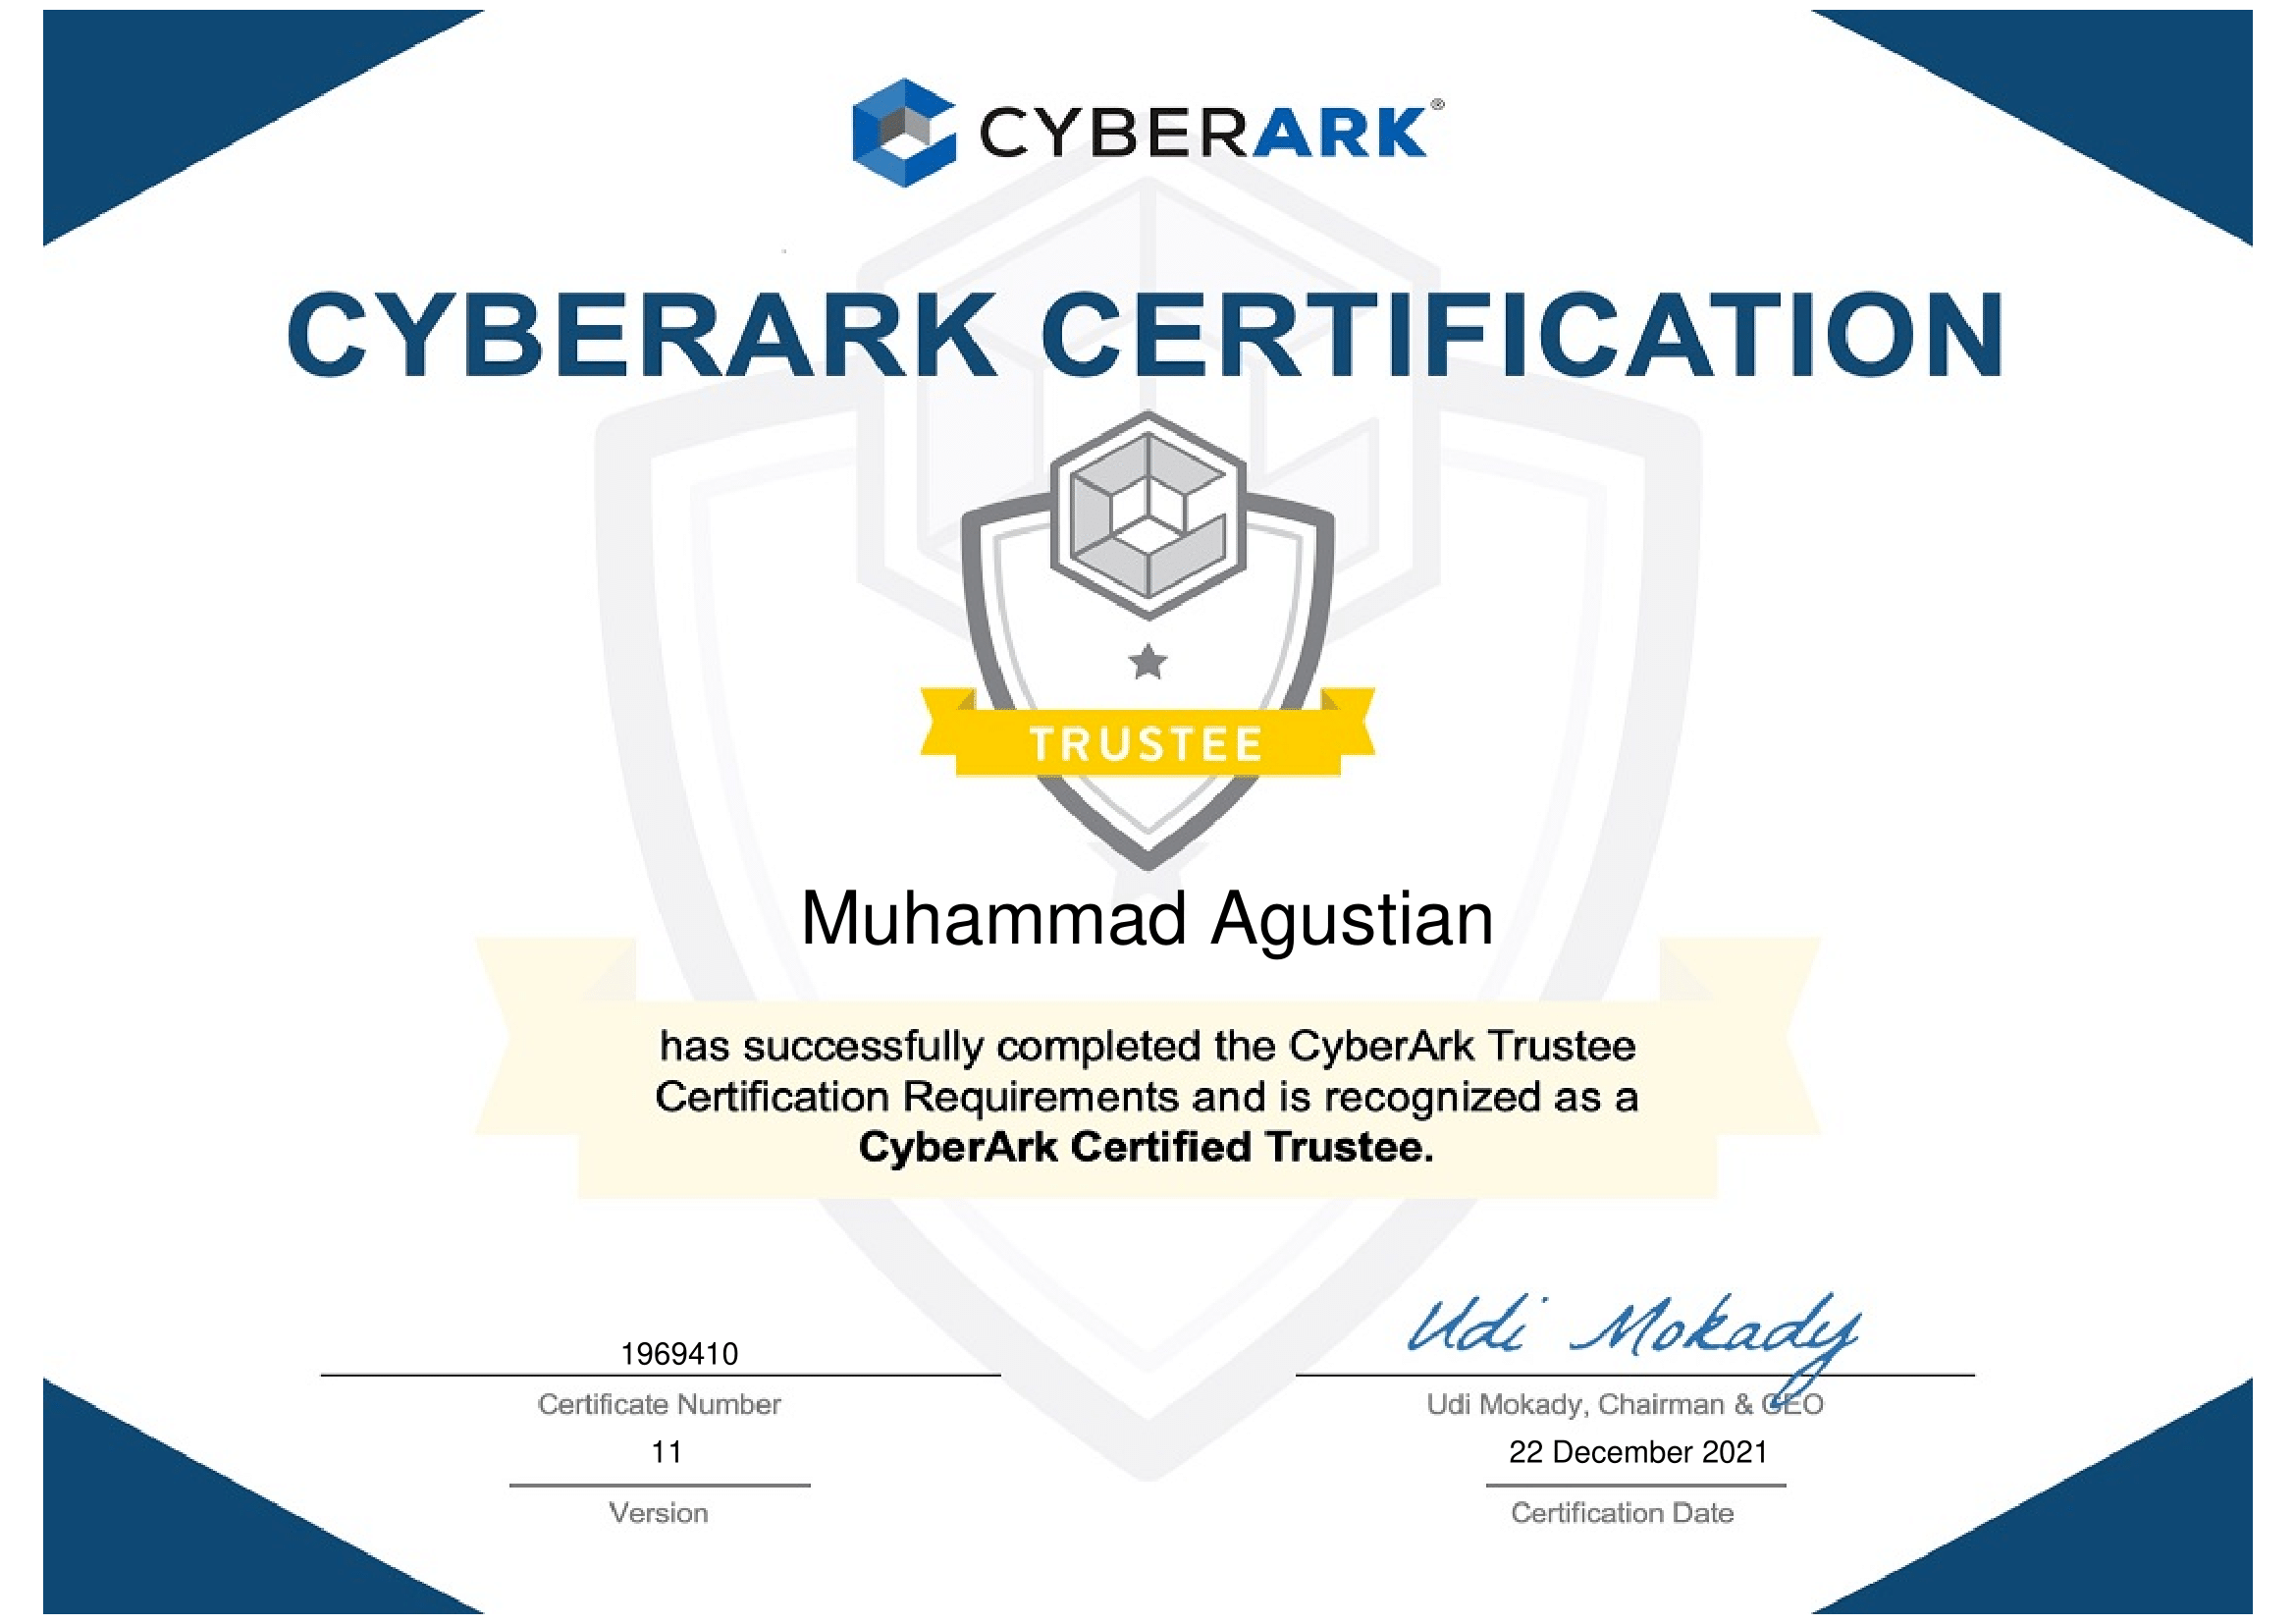 CYBERARK®
CYBERARK CERTIFICATION
TRUSTEE
Muhammad Agustian
has successfully completed the CyberArk Trustee
Certification Requirements and is recognized as a
CyberArk Certified Trustee.
1969410
Certificate Number
11
Version
Udi Mokady
Udi Mokady, Chairman & CEO
22 December 2021
Certification Date